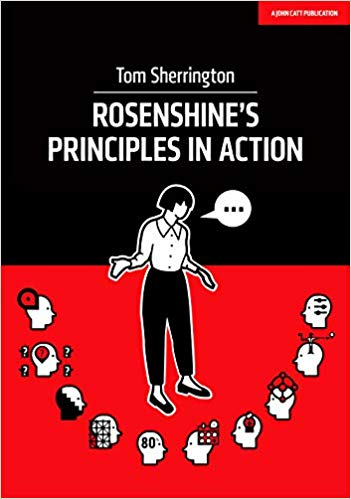 A JOHN CATT PUBLICATION
Tom Sherrington
ROSENSHINE'S
PRINCIPLES IN ACTION
...
? ?
? ? ?
? ?
80